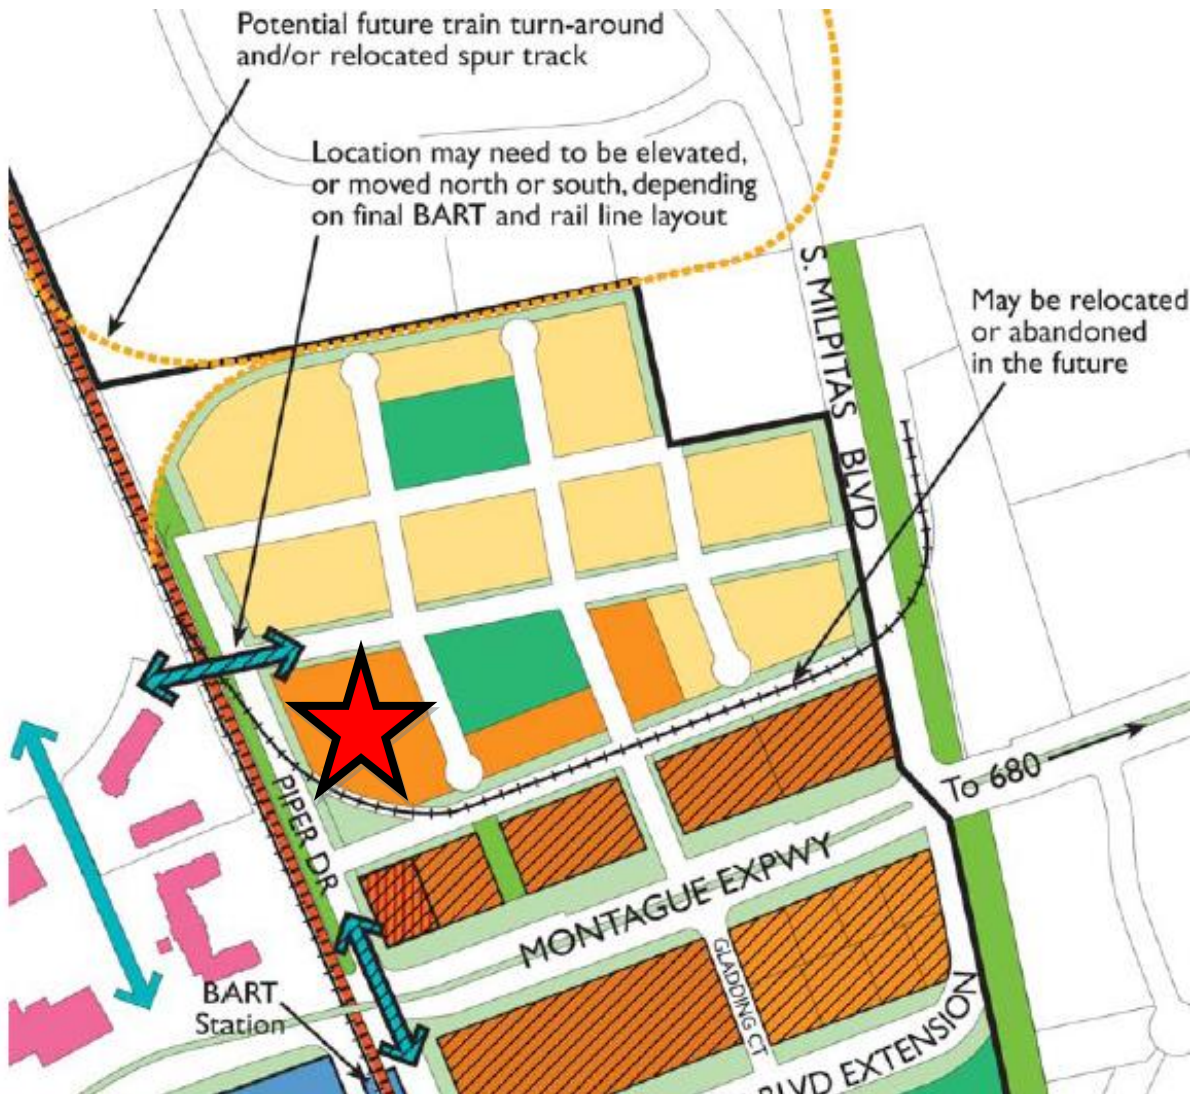 Potential future train turn-around
and/or relocated spur track
Location may need to be elevated,
or moved north or south, depending
on final BART and rail line layout
S. MILPITAS BLVD
May be relocated
or abandoned
in the future
To 680
PIPER DR
MONTAGUE EXPWY
GLADDING CT
BART
Station
BLVD EXTENSION